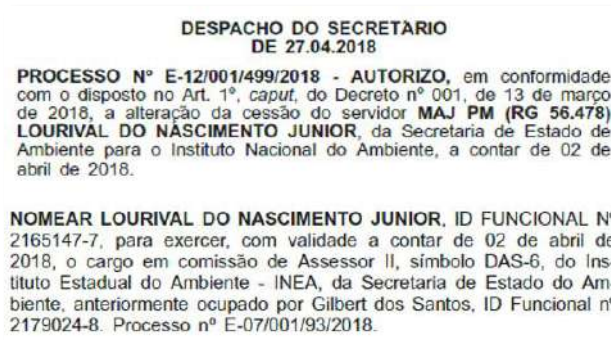 DESPACHO DO SECRETÁRIO
DE 27.04.2018
PROCESSO Nº E-12/001/499/2018 - AUTORIZO, em conformidade
com o disposto no Art. 1º, caput, do Decreto nº 001, de 13 de março
de 2018, a alteração da cessão do servidor MAJ PM (RG 56.478)
LOURIVAL DO NASCIMENTO JUNIOR, da Secretaria de Estado de
Ambiente para o Instituto Nacional do Ambiente, a contar de 02 de
abril de 2018.
NOMEAR LOURIVAL DO NASCIMENTO JUNIOR, ID FUNCIONAL Nº
2165147-7, para exercer, com validade a contar de 02 de abril de
2018, o cargo em comissão de Assessor II, símbolo DAS-6, do Ins-
tituto Estadual do Ambiente - INEA, da Secretaria de Estado do Am-
biente, anteriormente ocupado por Gilbert dos Santos, ID Funcional nº
2179024-8. Processo nº E-07/001/93/2018.